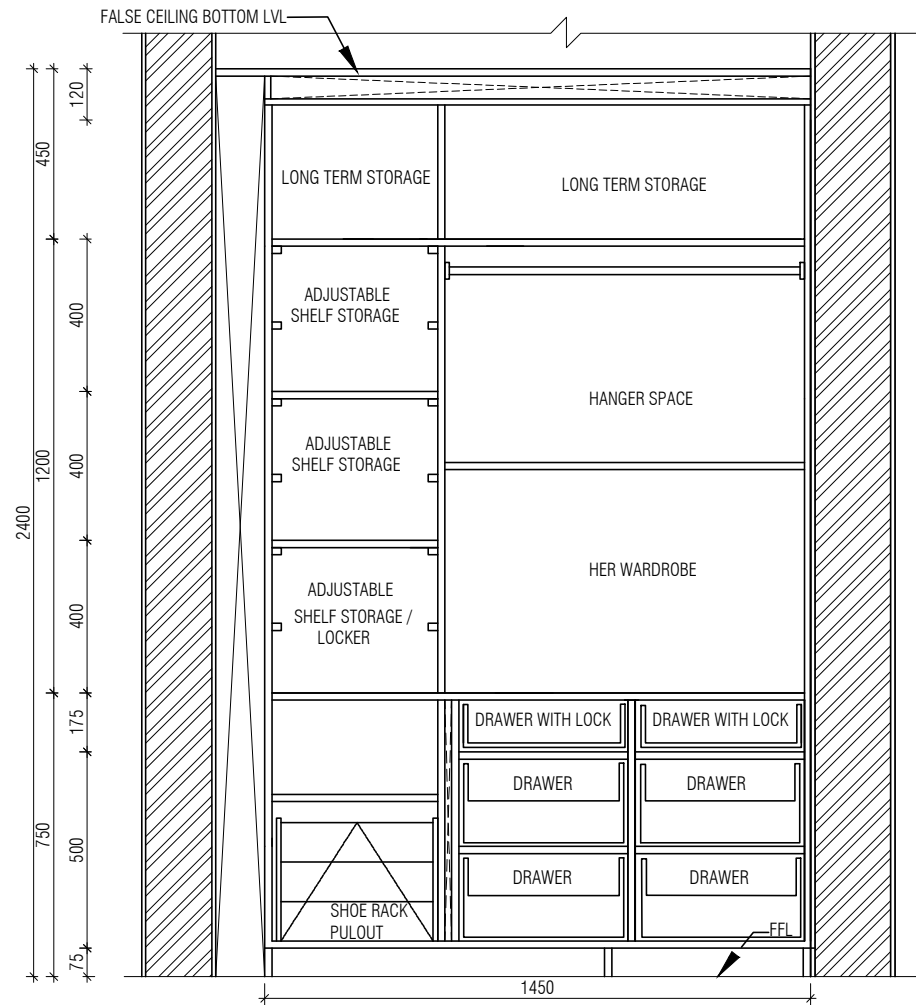 FALSE CEILING BOTTOM LVL
120
450
LONG TERM STORAGE
LONG TERM STORAGE
ADJUSTABLE
SHELF STORAGE
400
HANGER SPACE
ADJUSTABLE
SHELF STORAGE
400
1200
2400
HER WARDROBE
ADJUSTABLE
SHELF STORAGE /
LOCKER
400
175
DRAWER WITH LOCK
DRAWER WITH LOCK
DRAWER
DRAWER
750
500
DRAWER
DRAWER
SHOE RACK
PULOUT
FFL
75
1450